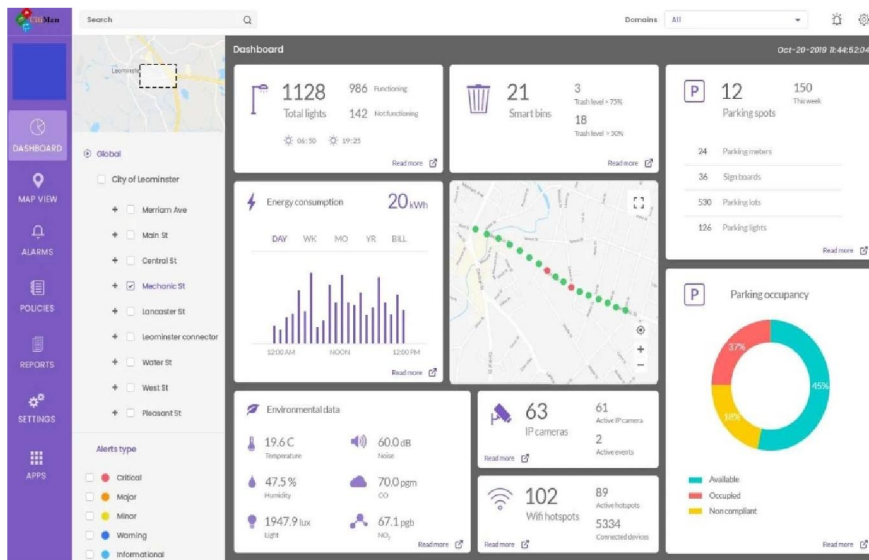 CitiMan
Search
Domains
All
Dashboard
Oct-20-2019 11:44:52:04
Leominster
DASHBOARD
MAP VIEW
ALARMS
POLICIES
REPORTS
SETTINGS
APPS
Global
City of Leominster
+ Merriam Ave
+ Main St
+ Central St
+ Mechanic St
+ Lancaster St
+ Leominster connector
+ Water St
+ West St
+ Pleasant St
Alerts type
Critical
Major
Minor
Warning
Informational
1128
Total lights
986 Functioning
142 Not functioning
06:50 19:25
Read more
21
Smart bins
3
Trash level > 75%
18
Trash level > 30%
Read more
P
12
Parking spots
150
This week
24 Parking meters
36 Sign boards
530 Parking lots
126 Parking lights
Read more
Energy consumption
20 kWh
DAY WK MO YR BILL
12:00 AM NOON 12:00 PM
Read more
+
−
P
Parking occupancy
37%
45%
18%
Available
Occupied
Non compliant
Read more
Environmental data
19.6 C
Temperature
60.0 dB
Noise
47.5 %
Humidity
70.0 pgm
CO
1947.9 lux
Light
67.1 pgb
NO₂
Read more
63
IP cameras
61
Active IP camera
2
Active events
Read more
102
Wifi hotspots
89
Active hotspots
5334
Connected devices
Read more